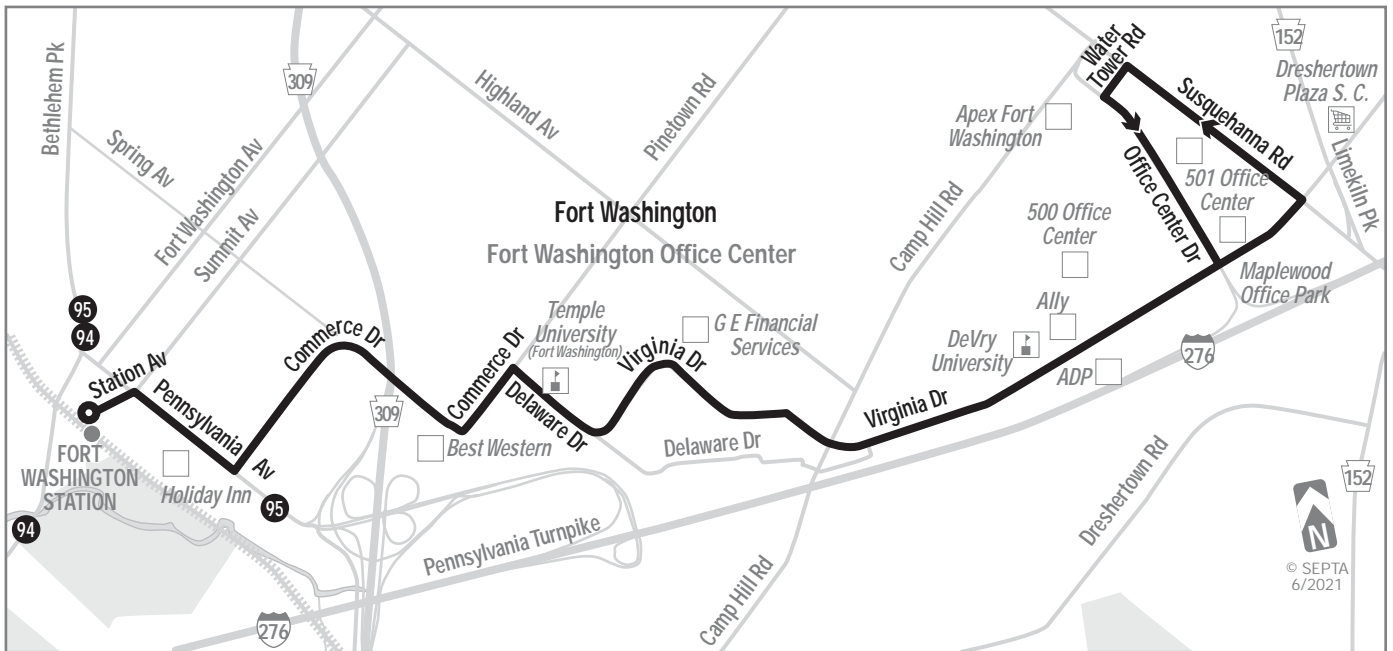 Bethlehem Pk
309
Spring Av
Fort Washington Av
Summit Av
Highland Av
Pinetown Rd
Fort Washington
Fort Washington Office Center
Camp Hill Rd
Apex Fort
Washington
Water
Tower Rd
152
Dreshertown
Plaza S. C.
Susquehanna Rd
Limekiln Pk
Office Center Dr
501 Office
Center
500 Office
Center
Maplewood
Office Park
276
Ally
DeVry
University
ADP
Virginia Dr
95
94
Station Av
Pennsylvania
Av
Commerce Dr
309
Commerce Dr
Temple
University
(Fort Washington)
Delaware Dr
G E Financial
Services
Virginia Dr
Delaware Dr
Best Western
FORT
WASHINGTON
STATION
Holiday Inn
95
94
Pennsylvania Turnpike
276
Camp Hill Rd
Dreshertown Rd
152
N
© SEPTA
6/2021